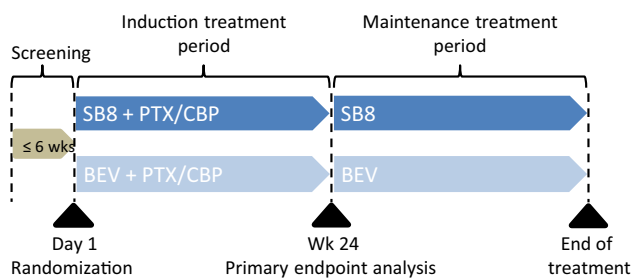 Screening
Induction treatment
period
Maintenance treatment
period
≤ 6 wks
SB8 + PTX/CBP
SB8
BEV + PTX/CBP
BEV
Day 1
Randomization
Wk 24
Primary endpoint analysis
End of
treatment